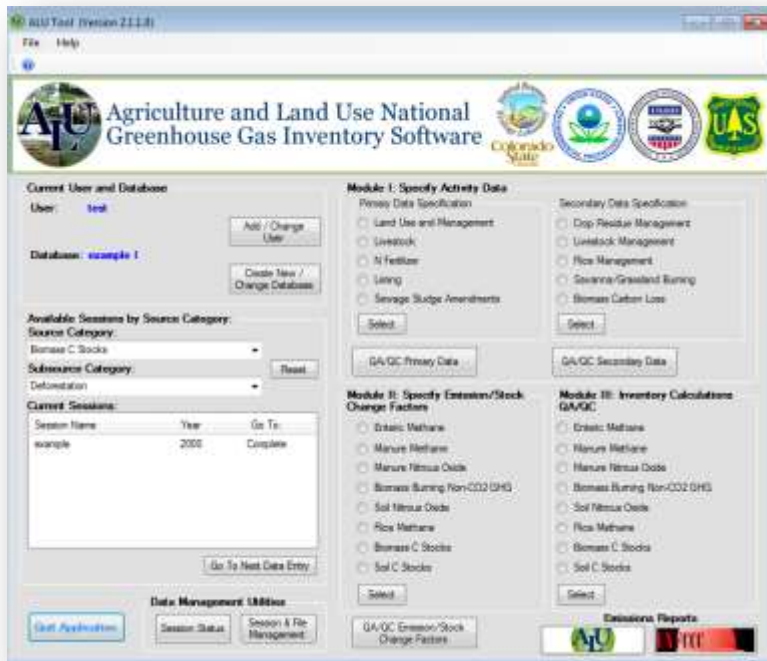 ALU Tool (Version 2.1.1.0)
File Help
ALU
Agriculture and Land Use National
Greenhouse Gas Inventory Software
Colorado
State
UNITED STATES
US
Current User and Database
User: test
Add / Change
User
Database: example 1
Create New /
Change Database
Available Sessions by Source Category:
Source Category:
Biomass C Stocks
Subsource Category:
Reset
Deforestation
Current Sessions:
Session Name Year Go To:
example 2000 Complete
Go To Next Data Entry
Data Management Utilities
Quit Application
Session Status
Session & File
Management
Module I: Specify Activity Data
Primary Data Specification
Land Use and Management
Livestock
N Fertilizer
Liming
Sewage Sludge Amendments
Select
QA/QC Primary Data
Secondary Data Specification
Crop Residue Management
Livestock Management
Rice Management
Savanna/Grassland Burning
Biomass Carbon Loss
Select
QA/QC Secondary Data
Module II: Specify Emission/Stock
Change Factors
Enteric Methane
Manure Methane
Manure Nitrous Oxide
Biomass Burning Non-CO2 GHG
Soil Nitrous Oxide
Rice Methane
Biomass C Stocks
Soil C Stocks
Select
QA/QC Emission/Stock
Change Factors
Module III: Inventory Calculations
QA/QC
Enteric Methane
Manure Methane
Manure Nitrous Oxide
Biomass Burning Non-CO2 GHG
Soil Nitrous Oxide
Rice Methane
Biomass C Stocks
Soil C Stocks
Select
Emissions Reports
ALU